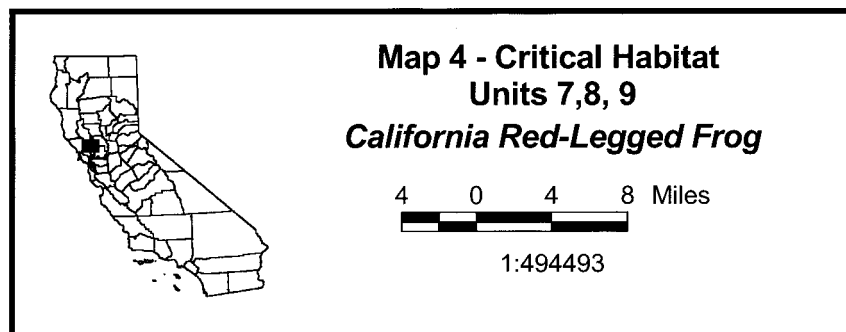 Map 4 - Critical Habitat
Units 7,8, 9
California Red-Legged Frog
4 0 4 8 Miles
1:494493